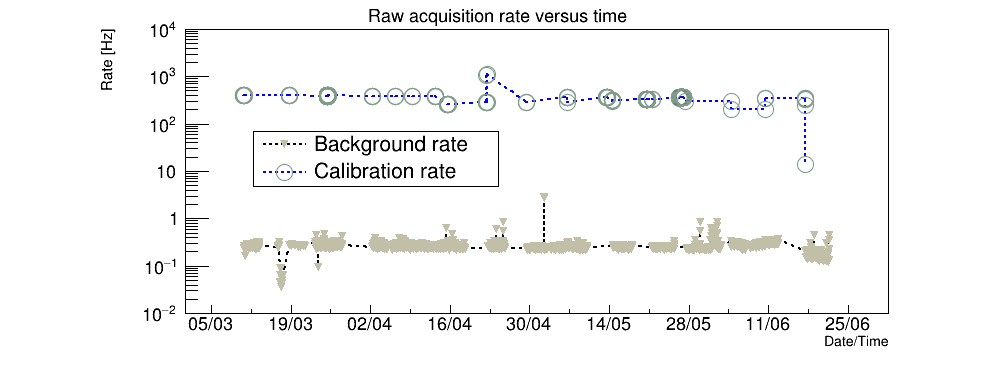 Raw acquisition rate versus time
Rate [Hz]
10⁴
10³
10²
10
1
10⁻¹
10⁻²
Background rate
Calibration rate
05/03 19/03 02/04 16/04 30/04 14/05 28/05 11/06 25/06
Date/Time